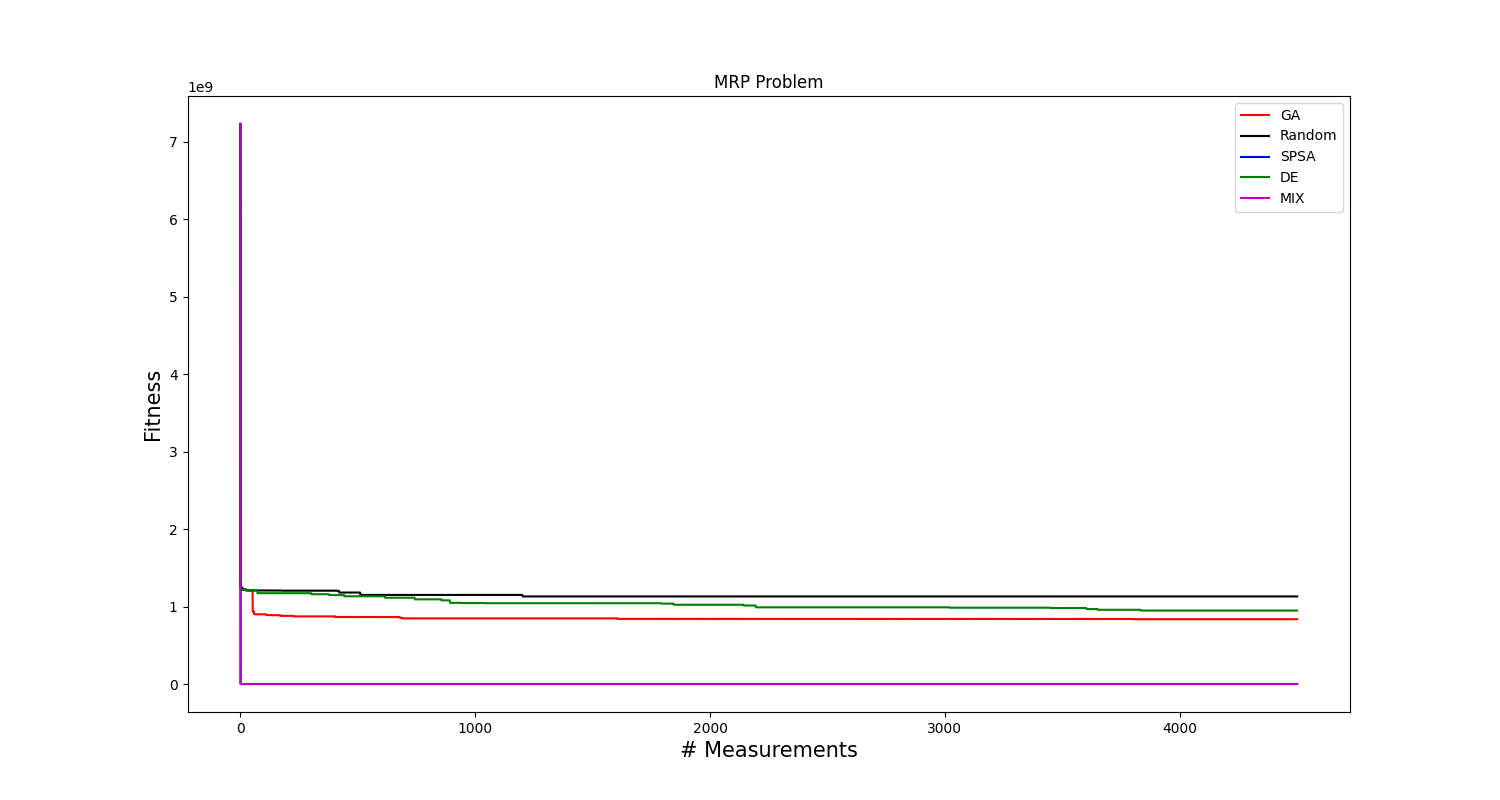 MRP Problem
1e9
7
6
5
4
3
2
1
0
Fitness
0 1000 2000 3000 4000
# Measurements
GA
Random
SPSA
DE
MIX